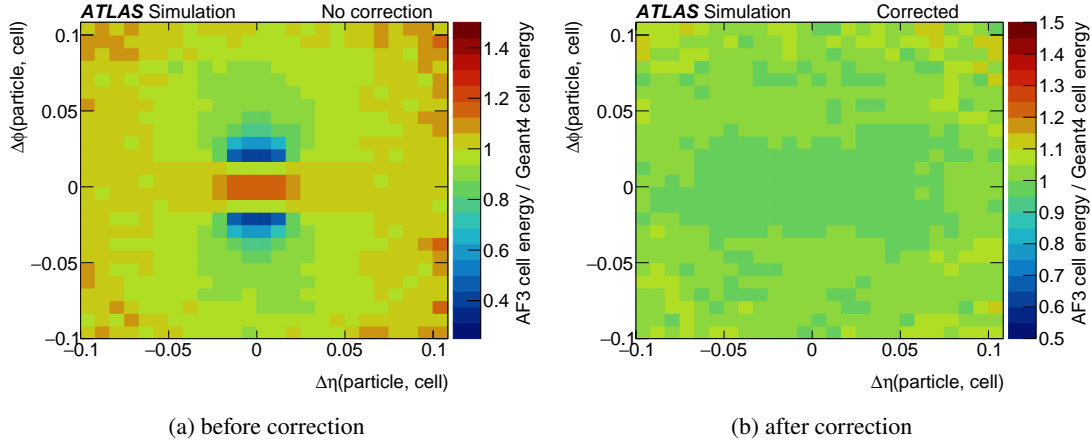 ATLAS Simulation No correction
0.1
0.05
0
−0.05
−0.1
−0.1 −0.05 0 0.05 0.1
Δη(particle, cell)
Δϕ(particle, cell)
1.4
1.2
1
0.8
0.6
0.4
AF3 cell energy / Geant4 cell energy
(a) before correction
ATLAS Simulation Corrected
0.1
0.05
0
−0.05
−0.1
−0.1 −0.05 0 0.05 0.1
Δη(particle, cell)
Δϕ(particle, cell)
1.5
1.4
1.3
1.2
1.1
1
0.9
0.8
0.7
0.6
0.5
AF3 cell energy / Geant4 cell energy
(b) after correction